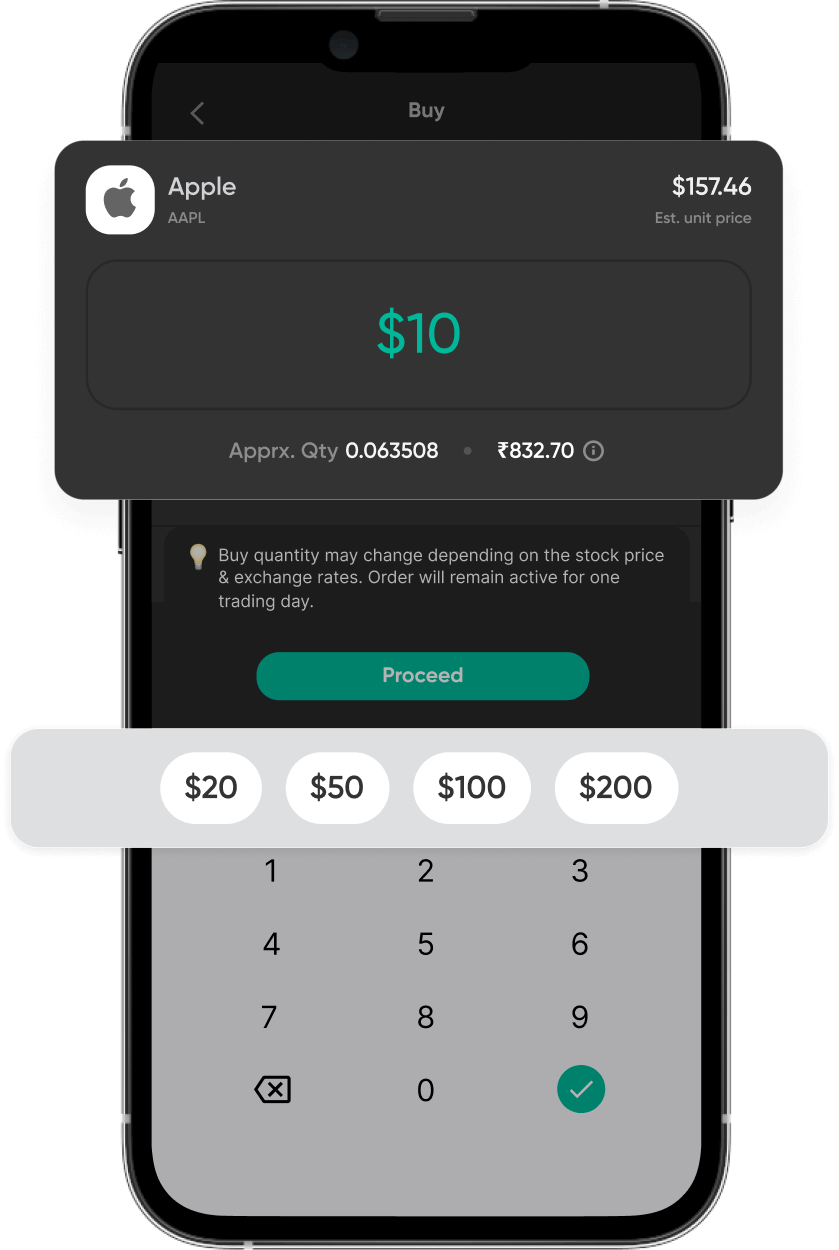 Buy
Apple
$157.46
AAPL
Est. unit price
$10
Apprx. Qty 0.063508 • ₹832.70
Buy quantity may change depending on the stock price
& exchange rates. Order will remain active for one
trading day.
Proceed
$20 $50 $100 $200
1 2 3
4 5 6
7 8 9
0